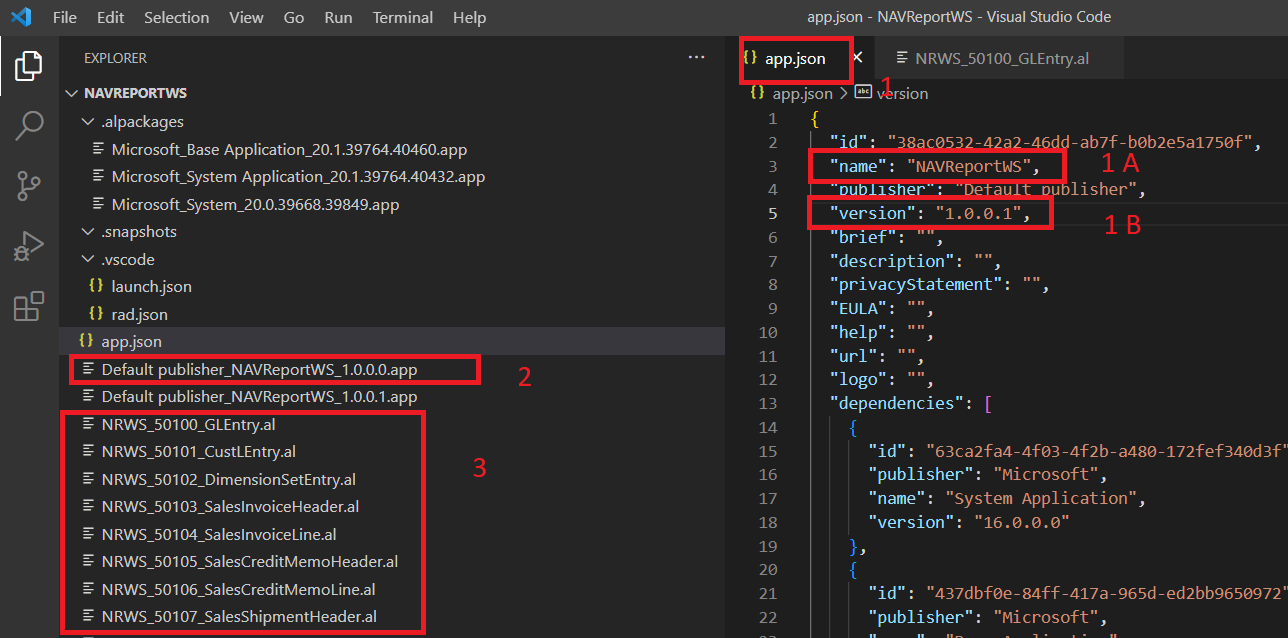 File Edit Selection View Go Run Terminal Help
app.json - NAVReportWS - Visual Studio Code
EXPLORER
NAVREPORTWS
.alpackages
Microsoft_Base Application_20.1.39764.40460.app
Microsoft_System Application_20.1.39764.40432.app
Microsoft_System_20.0.39668.39849.app
.snapshots
.vscode
{} launch.json
{} rad.json
{} app.json
Default publisher_NAVReportWS_1.0.0.0.app
2
Default publisher_NAVReportWS_1.0.0.1.app
NRWS_50100_GLEntry.al
NRWS_50101_CustLEntry.al
3
NRWS_50102_DimensionSetEntry.al
NRWS_50103_SalesInvoiceHeader.al
NRWS_50104_SalesInvoiceLine.al
NRWS_50105_SalesCreditMemoHeader.al
NRWS_50106_SalesCreditMemoLine.al
NRWS_50107_SalesShipmentHeader.al
{} app.json × NRWS_50100_GLEntry.al
1
{} app.json > abc version
1 {
2 "id": "38ac0532-42a2-46dd-ab7f-b0b2e5a1750f",
3 "name": "NAVReportWS", 1 A
4 "publisher": "Default publisher",
5 "version": "1.0.0.1", 1 B
6 "brief": "",
7 "description": "",
8 "privacyStatement": "",
9 "EULA": "",
10 "help": "",
11 "url": "",
12 "logo": "",
13 "dependencies": [
14 {
15 "id": "63ca2fa4-4f03-4f2b-a480-172fef340d3f"
16 "publisher": "Microsoft",
17 "name": "System Application",
18 "version": "16.0.0.0"
19 },
20 {
21 "id": "437dbf0e-84ff-417a-965d-ed2bb9650972"
22 "publisher": "Microsoft",